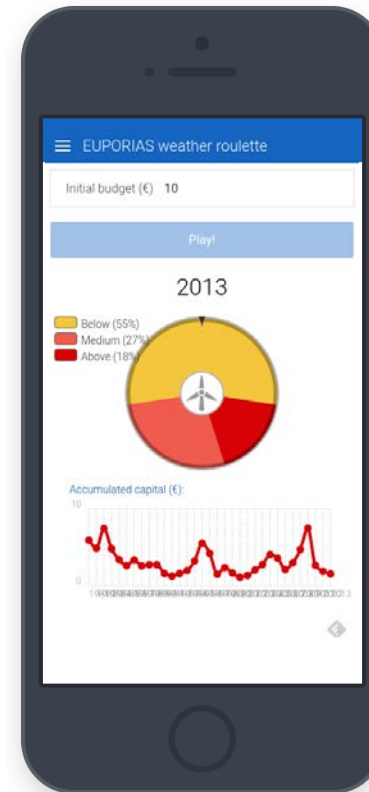 EUPORIAS weather roulette
Initial budget (€) 10
Play!
2013
Below (55%)
Medium (27%)
Above (18%)
Accumulated capital (€):
10
0